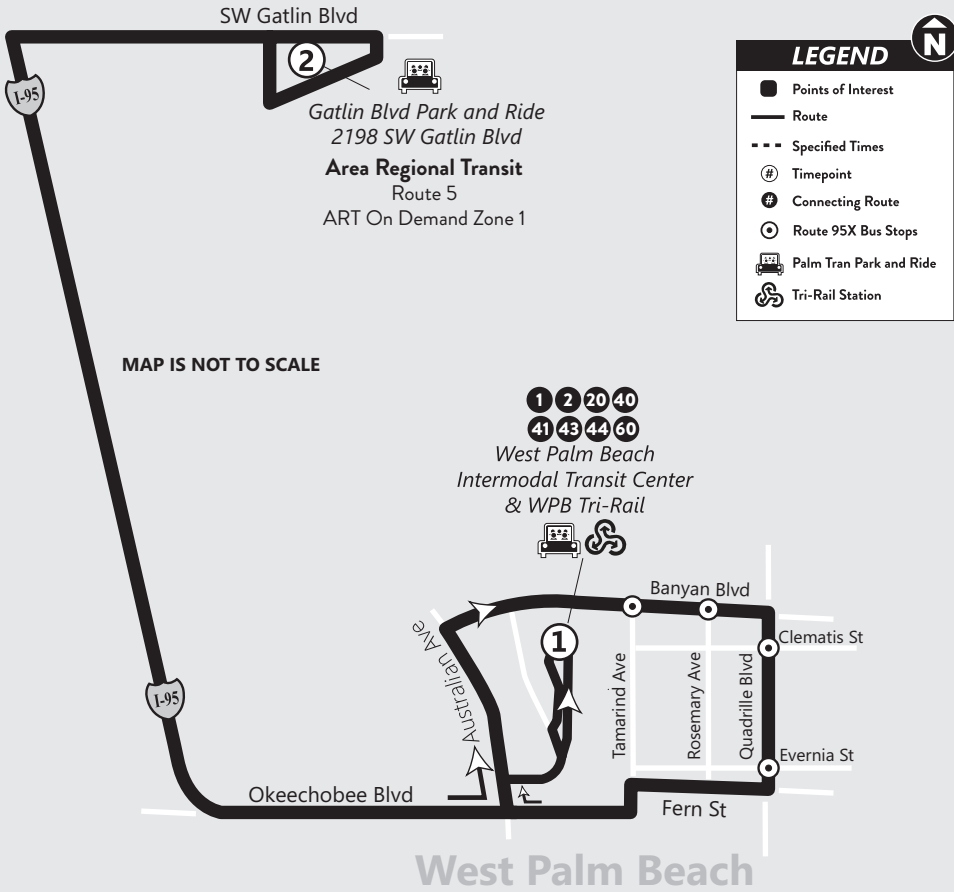 SW Gatlin Blvd
N
LEGEND
Points of Interest
Route
Specified Times
# Timepoint
# Connecting Route
Route 95X Bus Stops
Palm Tran Park and Ride
Tri-Rail Station
2
I-95
Gatlin Blvd Park and Ride
2198 SW Gatlin Blvd
Area Regional Transit
Route 5
ART On Demand Zone 1
MAP IS NOT TO SCALE
1 2 20 40
41 43 44 60
West Palm Beach
Intermodal Transit Center
& WPB Tri-Rail
Banyan Blvd
Clematis St
1
Australian Ave
Tamarind Ave
Rosemary Ave
Quadrille Blvd
I-95
Evernia St
Okeechobee Blvd
Fern St
West Palm Beach